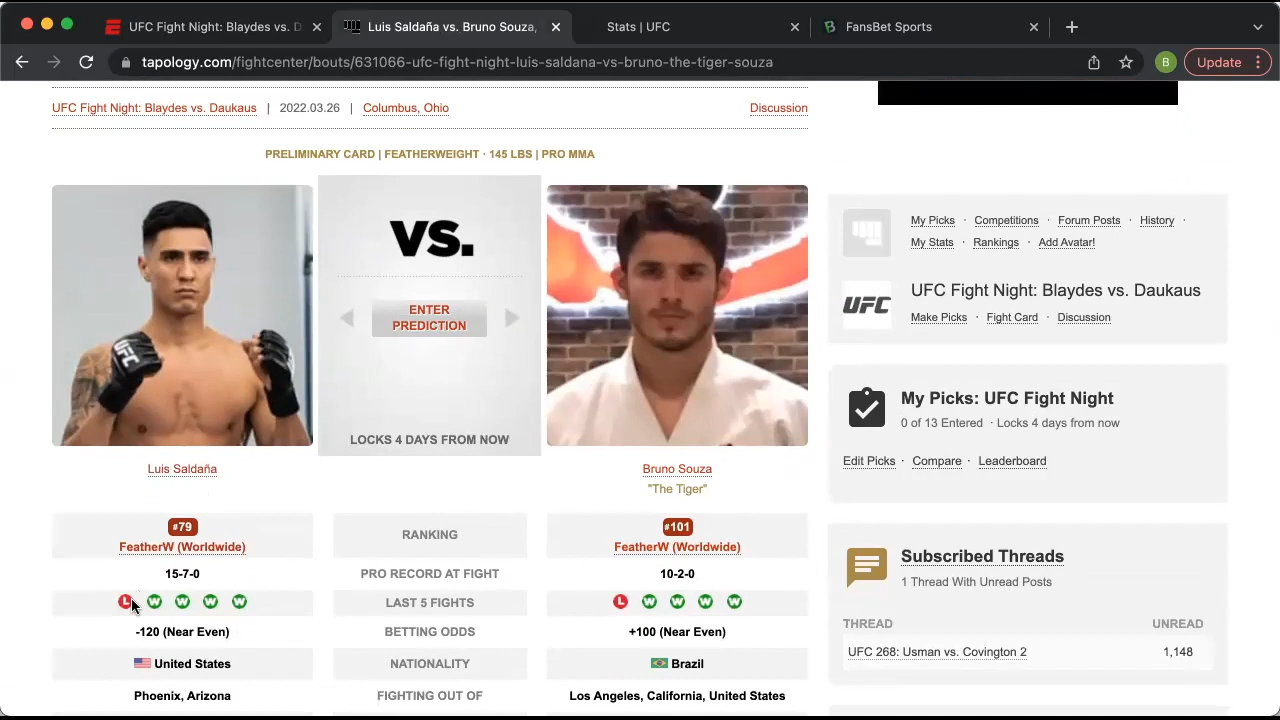 UFC Fight Night: Blaydes vs. D
Luis Saldaña vs. Bruno Souza,
Stats | UFC
FansBet Sports
tapology.com/fightcenter/bouts/631066-ufc-fight-night-luis-saldana-vs-bruno-the-tiger-souza
B
Update
UFC Fight Night: Blaydes vs. Daukaus | 2022.03.26 | Columbus, Ohio
Discussion
PRELIMINARY CARD | FEATHERWEIGHT · 145 LBS | PRO MMA
VS.
ENTER
PREDICTION
LOCKS 4 DAYS FROM NOW
UFC
Luis Saldaña
Bruno Souza
"The Tiger"
#79
RANKING
#101
FeatherW (Worldwide)
FeatherW (Worldwide)
15-7-0
PRO RECORD AT FIGHT
10-2-0
L W W W W
LAST 5 FIGHTS
L W W W W
-120 (Near Even)
BETTING ODDS
+100 (Near Even)
United States
NATIONALITY
Brazil
Phoenix, Arizona
FIGHTING OUT OF
Los Angeles, California, United States
My Picks · Competitions · Forum Posts · History ·
My Stats · Rankings · Add Avatar!
UFC
UFC Fight Night: Blaydes vs. Daukaus
Make Picks · Fight Card · Discussion
My Picks: UFC Fight Night
0 of 13 Entered · Locks 4 days from now
Edit Picks · Compare · Leaderboard
Subscribed Threads
1 Thread With Unread Posts
THREAD
UNREAD
UFC 268: Usman vs. Covington 2
1,148